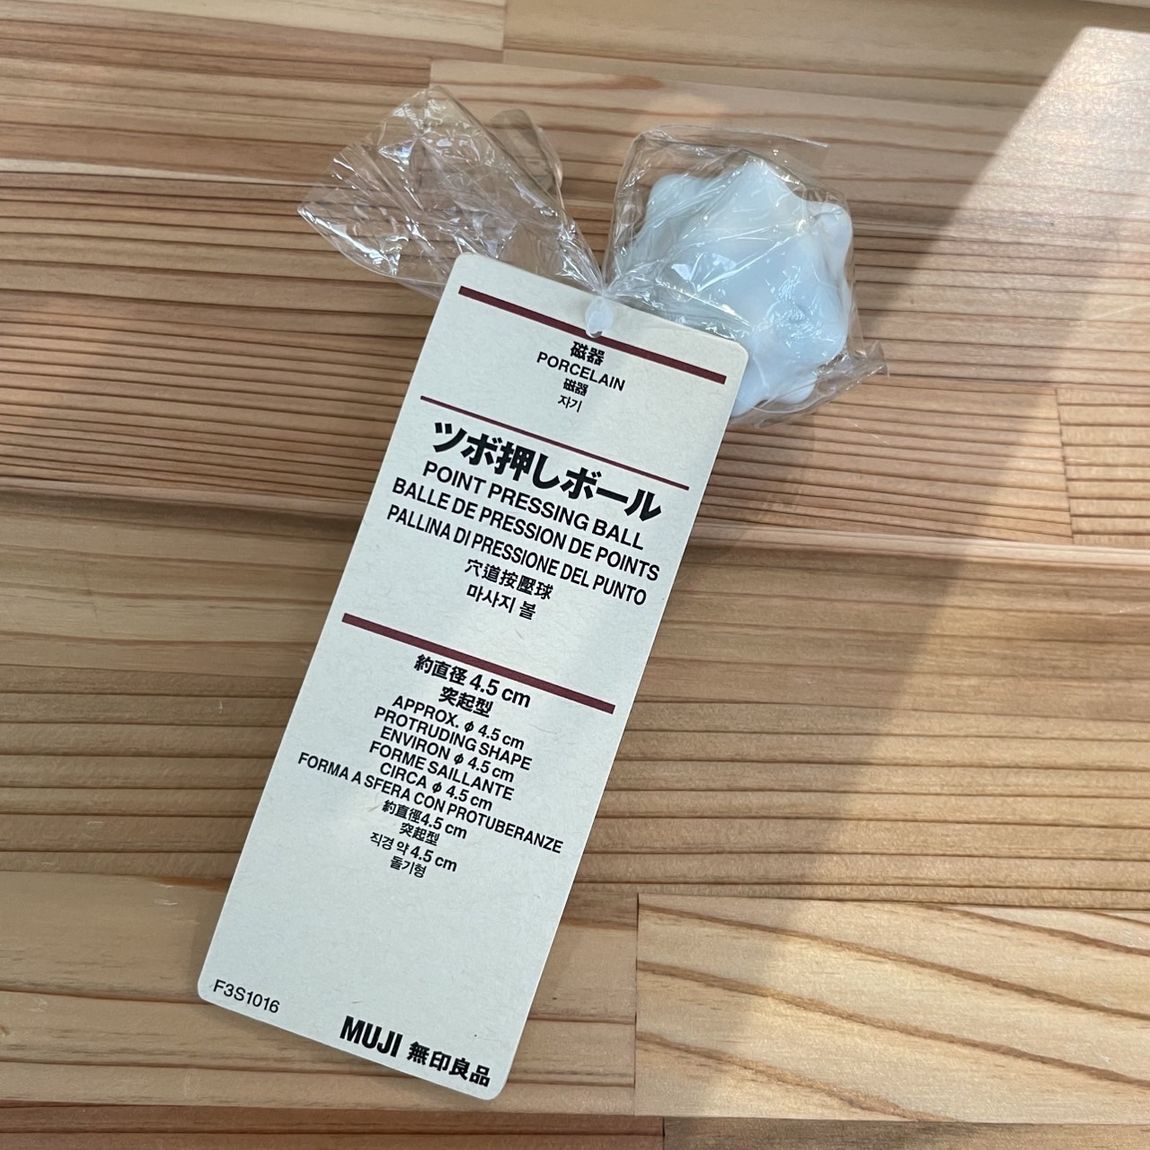 磁器
PORCELAIN
磁器
자기
ツボ押しボール
POINT PRESSING BALL
BALLE DE PRESSION DE POINTS
PALLINA DI PRESSIONE DEL PUNTO
穴道按壓球
마사지 볼
約直径 4.5 cm
突起型
APPROX. φ 4.5 cm
PROTRUDING SHAPE
ENVIRON φ 4.5 cm
FORME SAILLANTE
CIRCA φ 4.5 cm
FORMA A SFERA CON PROTUBERANZE
約直徑4.5 cm
突起型
직경 약 4.5 cm
돌기형
F3S1016
MUJI 無印良品